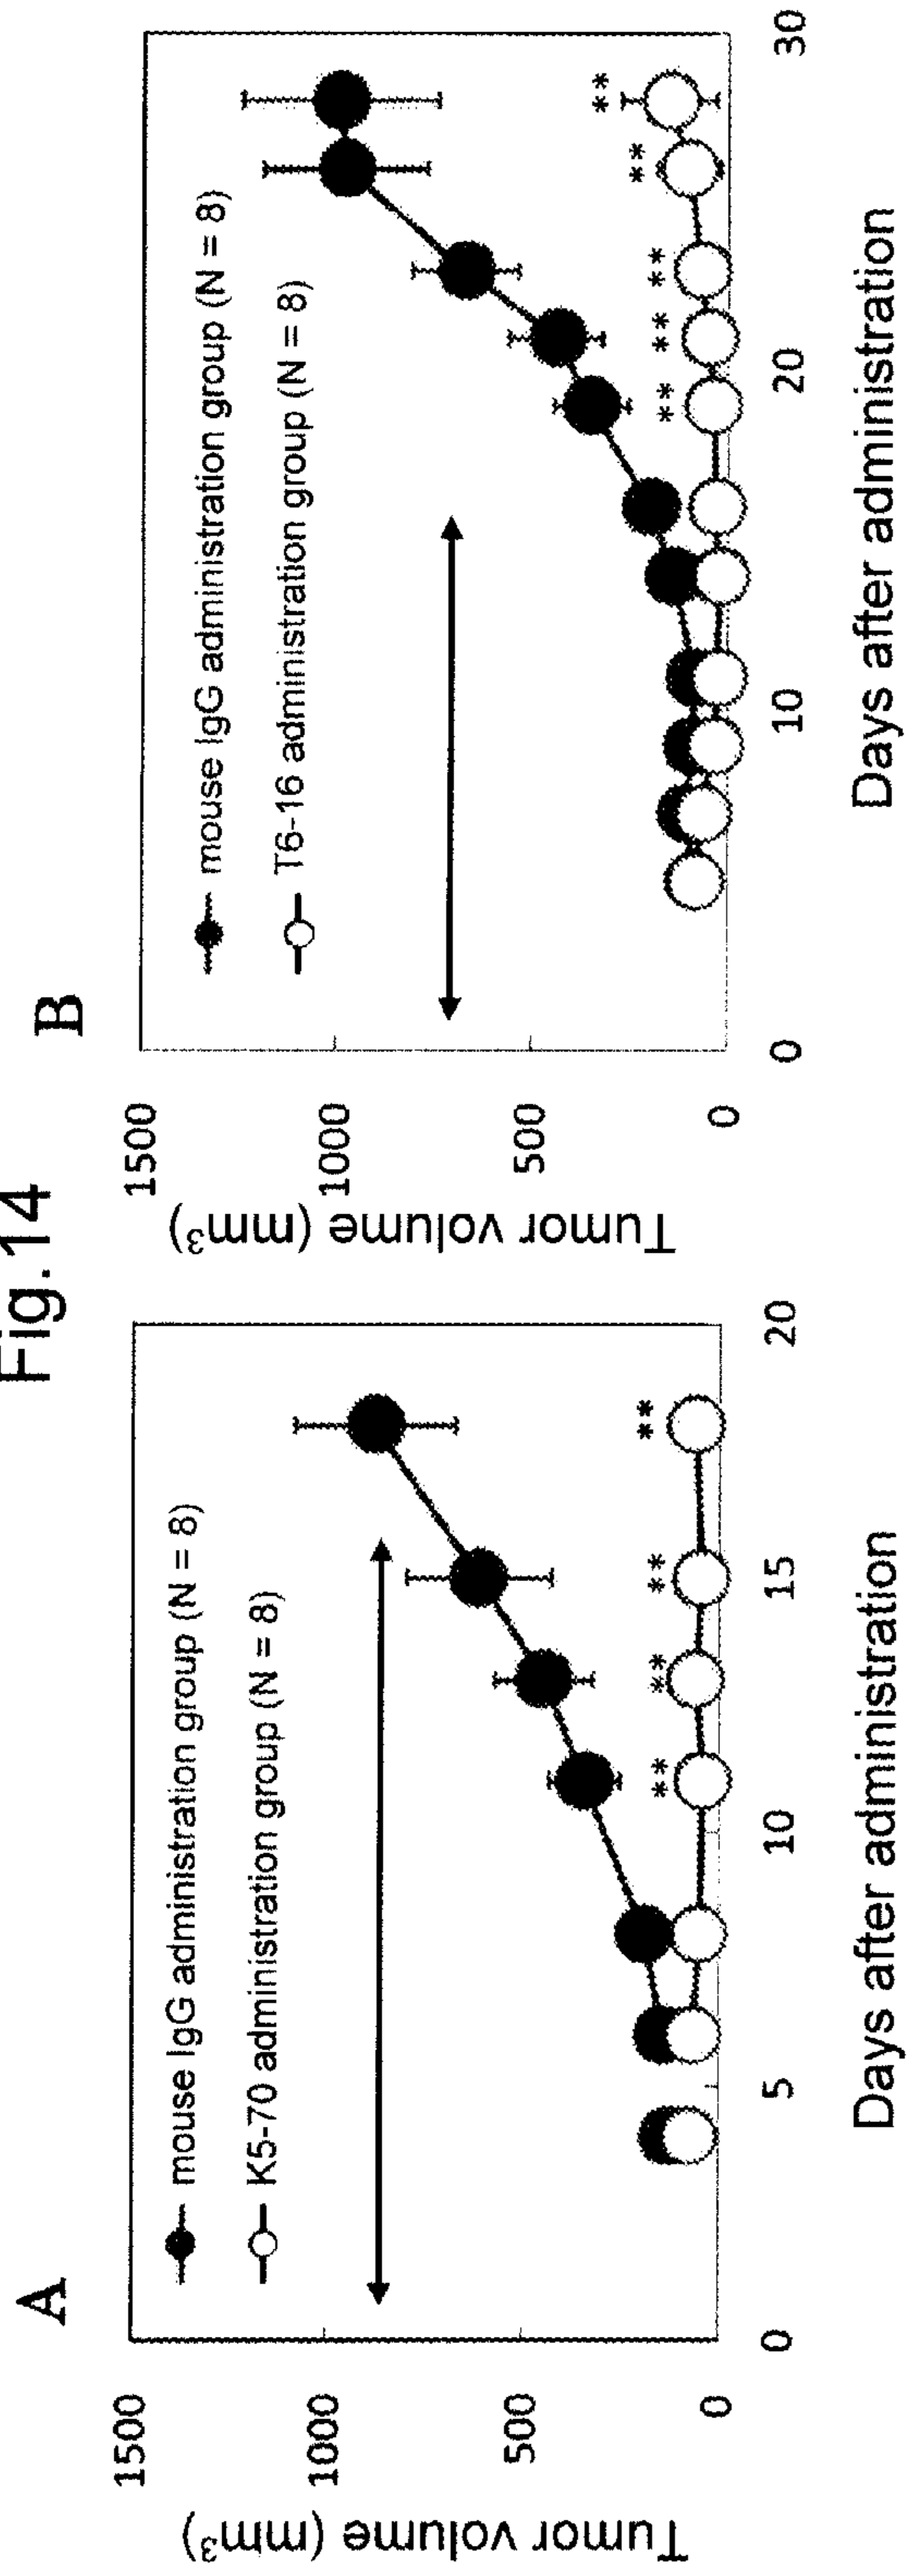 Fig.14
A
Tumor volume (mm³)
1500
1000
500
0
mouse IgG administration group (N = 8)
K5-70 administration group (N = 8)
**
**
**
**
0
5
10
15
20
Days after administration
B
Tumor volume (mm³)
1500
1000
500
0
mouse IgG administration group (N = 8)
T6-16 administration group (N = 8)
**
**
**
**
**
0
10
20
30
Days after administration